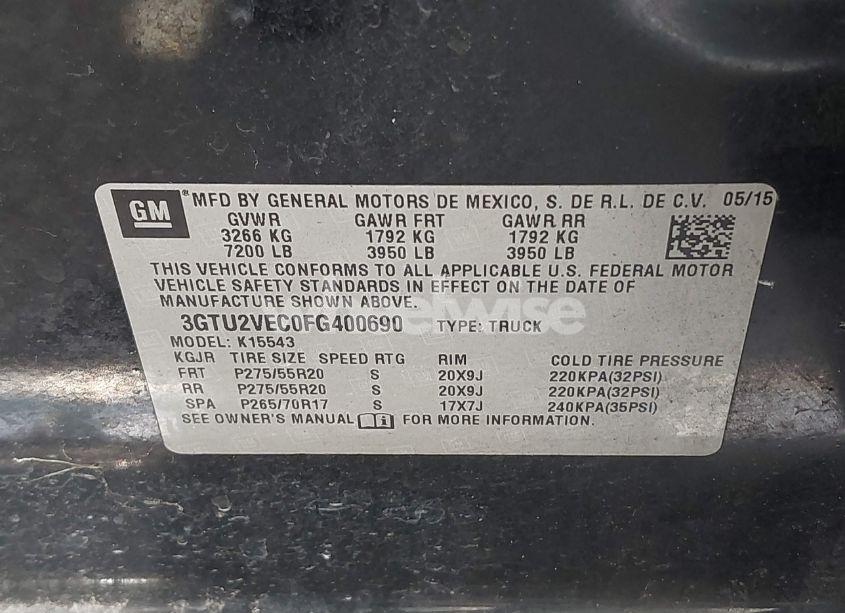 GM ® MFD BY GENERAL MOTORS DE MEXICO, S. DE R.L. DE C.V. 05/15
GVWR GAWR FRT GAWR RR
3266 KG 1792 KG 1792 KG
7200 LB 3950 LB 3950 LB
THIS VEHICLE CONFORMS TO ALL APPLICABLE U.S. FEDERAL MOTOR
VEHICLE SAFETY STANDARDS IN EFFECT ON THE DATE OF
MANUFACTURE SHOWN ABOVE.
3GTU2VEC0FG400690 TYPE: TRUCK
MODEL: K15543
KGJR TIRE SIZE SPEED RTG RIM COLD TIRE PRESSURE
FRT P275/55R20 S 20X9J 220KPA(32PSI)
RR P275/55R20 S 20X9J 220KPA(32PSI)
SPA P265/70R17 S 17X7J 240KPA(35PSI)
SEE OWNER'S MANUAL FOR MORE INFORMATION.